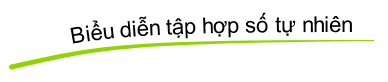 Biểu diễn tập hợp số tự nhiên